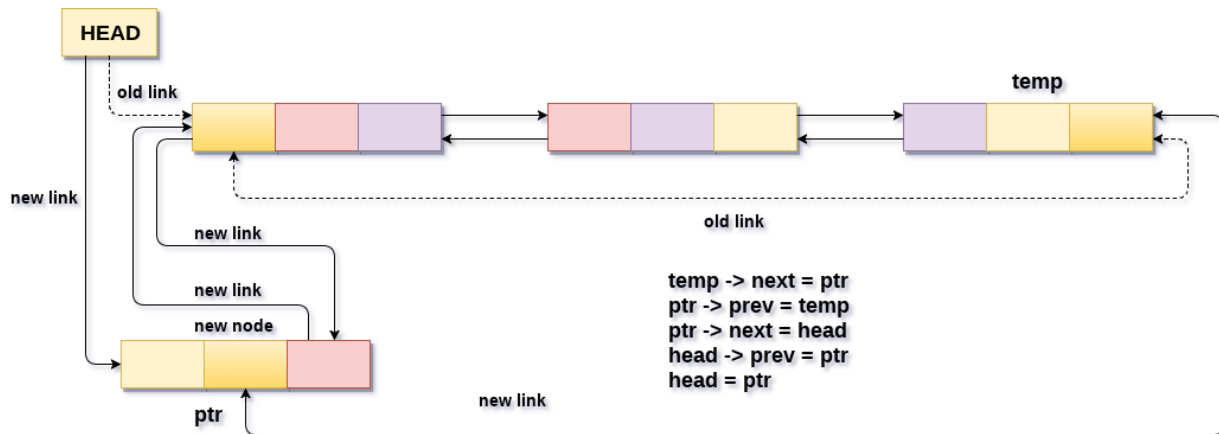 HEAD
old link
temp
new link
old link
new link
new link
new node
temp -> next = ptr
ptr -> prev = temp
ptr -> next = head
head -> prev = ptr
head = ptr
ptr
new link